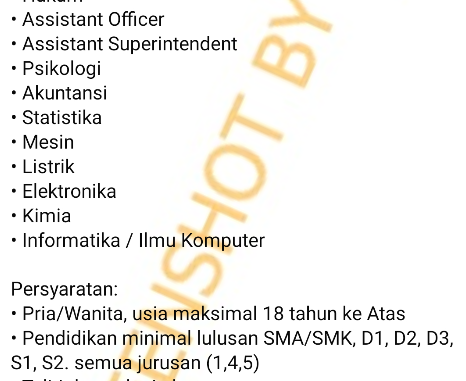 • Assistant Officer
• Assistant Superintendent
• Psikologi
• Akuntansi
• Statistika
• Mesin
• Listrik
• Elektronika
• Kimia
• Informatika / Ilmu Komputer
Persyaratan:
• Pria/Wanita, usia maksimal 18 tahun ke Atas
• Pendidikan minimal lulusan SMA/SMK, D1, D2, D3,
S1, S2. semua jurusan (1,4,5)
ENSHOT BY